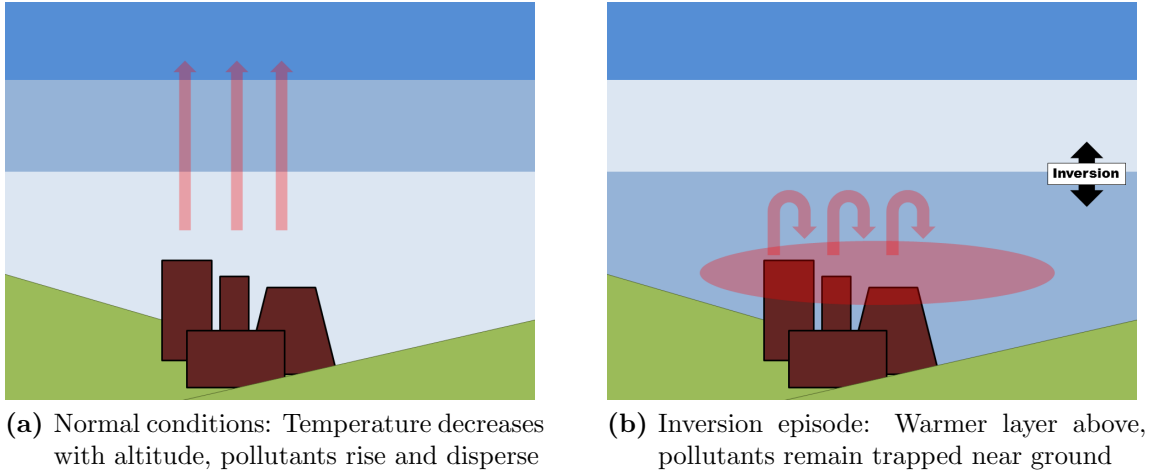 Inversion
(a) Normal conditions: Temperature decreases
with altitude, pollutants rise and disperse
(b) Inversion episode: Warmer layer above,
pollutants remain trapped near ground